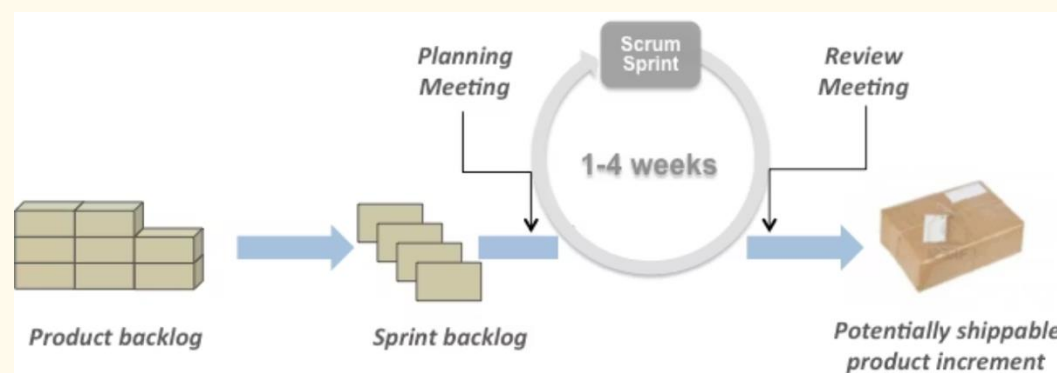 Planning
Meeting
Scrum
Sprint
Review
Meeting
1-4 weeks
Product backlog
Sprint backlog
Potentially shippable
product increment